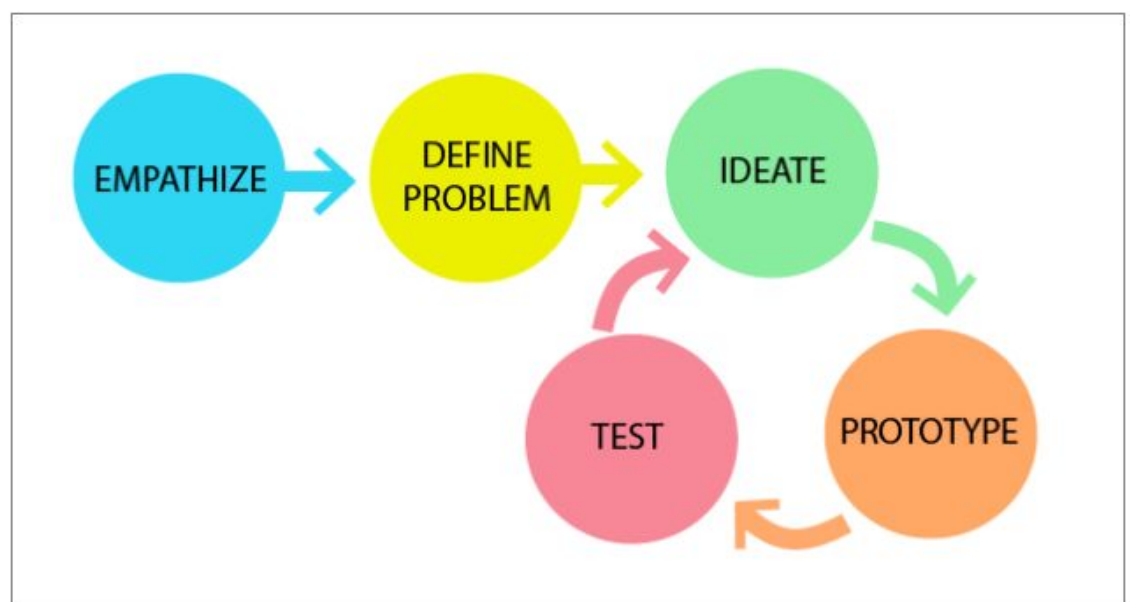 EMPATHIZE
DEFINE
PROBLEM
IDEATE
TEST
PROTOTYPE